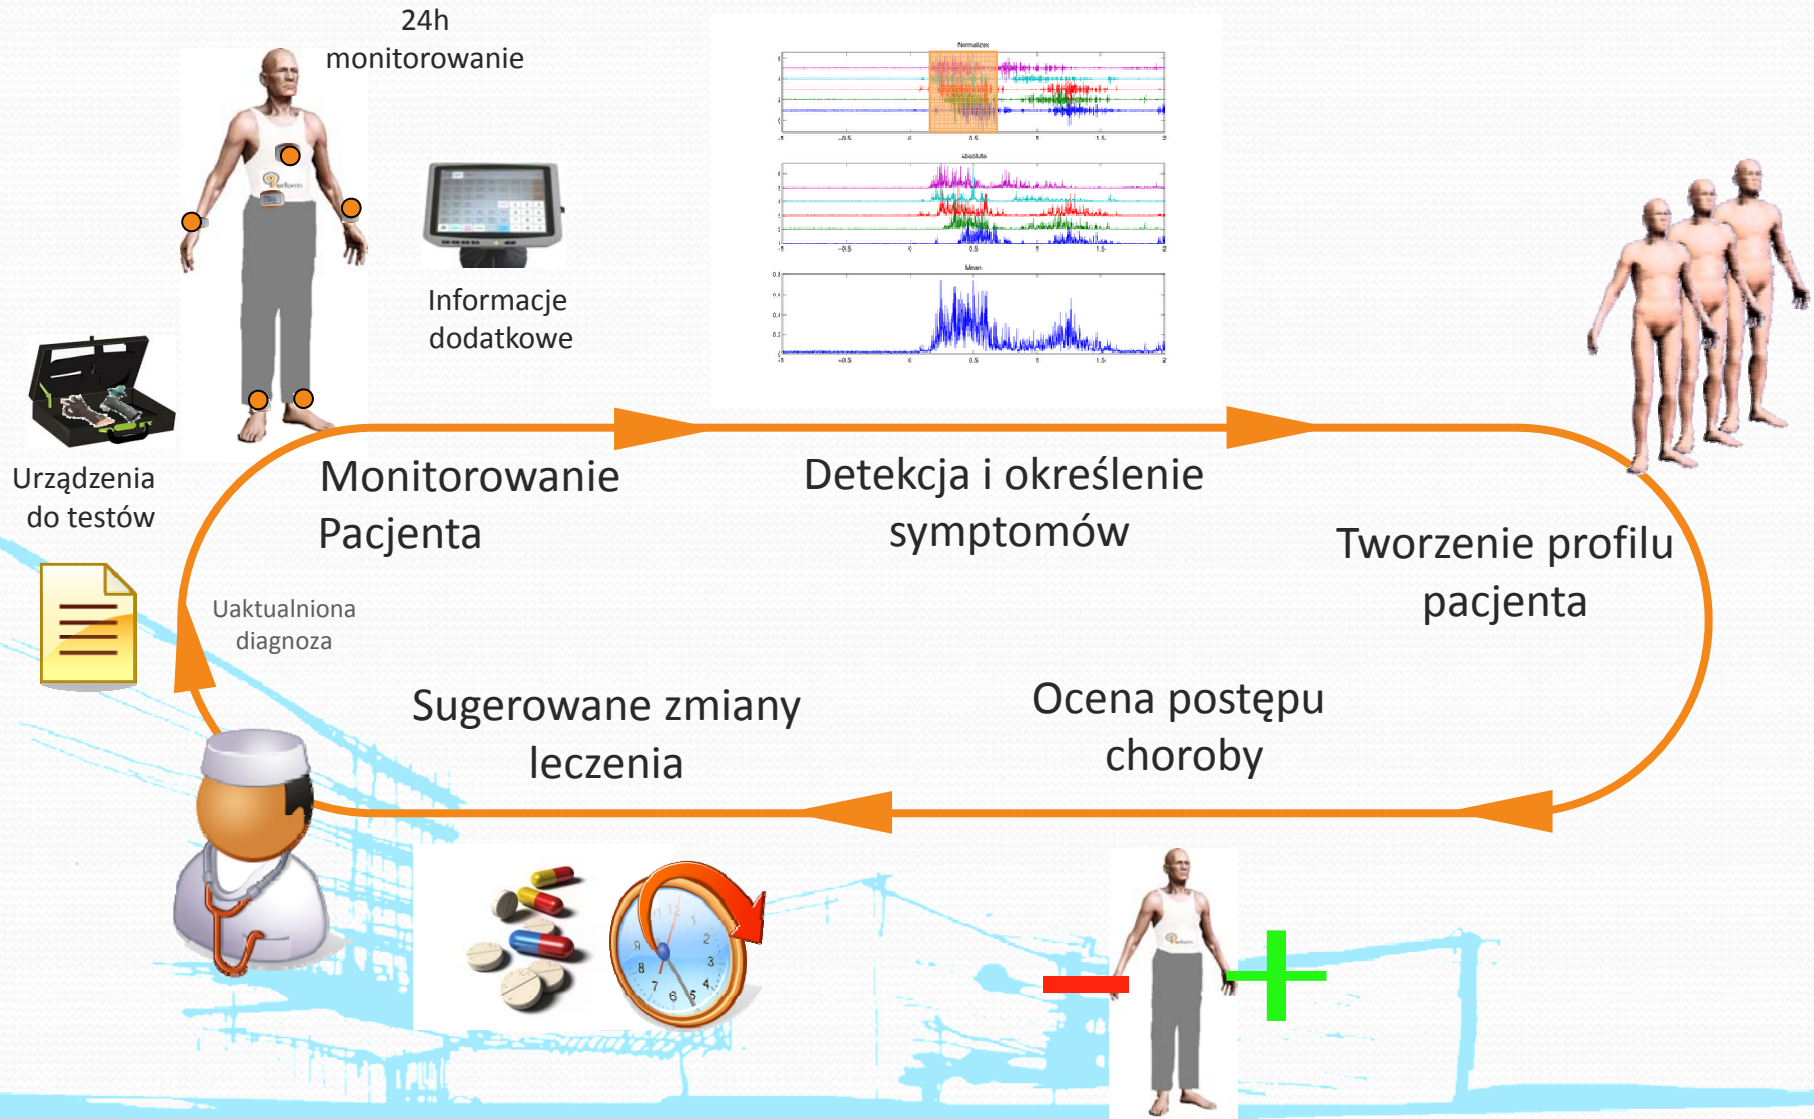 24h
monitorowanie
Informacje
dodatkowe
Urządzenia
do testów
Monitorowanie
Pacjenta
Detekcja i określenie
symptomów
Tworzenie profilu
pacjenta
Uaktualniona
diagnoza
Sugerowane zmiany
leczenia
Ocena postępu
choroby